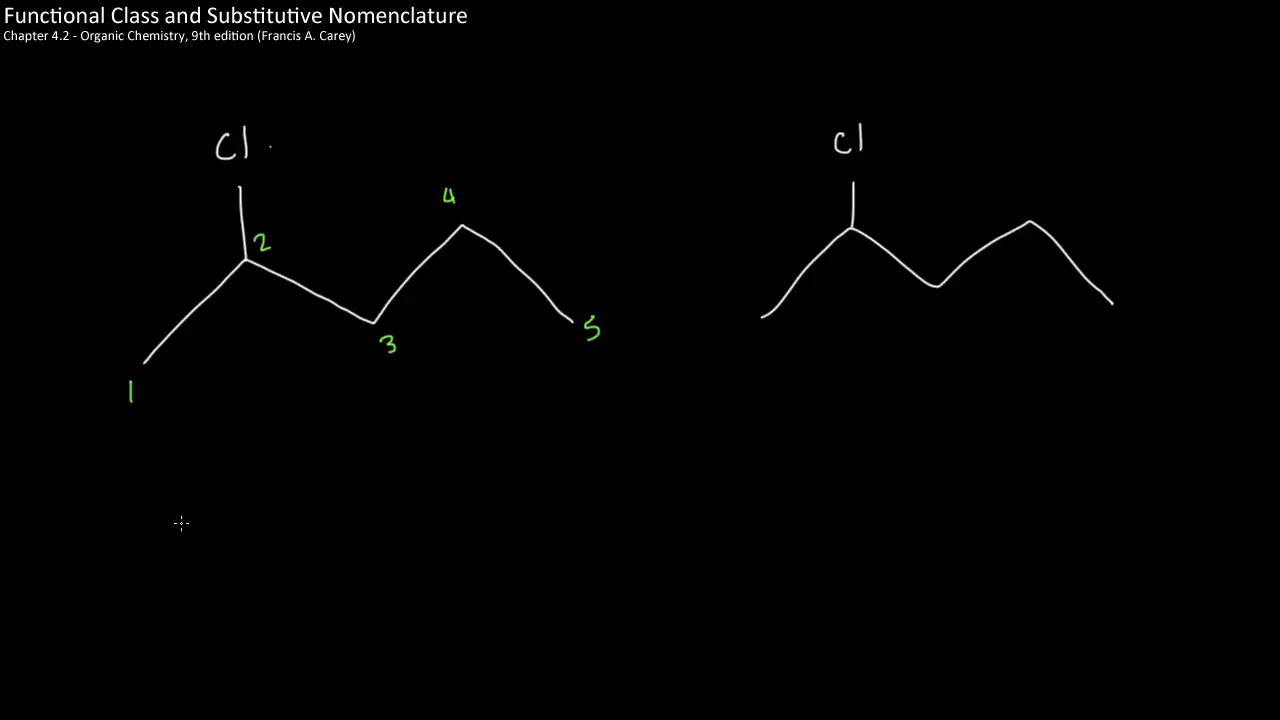 Functional Class and Substitutive Nomenclature
Chapter 4.2 - Organic Chemistry, 9th edition (Francis A. Carey)
Cl
Cl
4
2
5
3
1